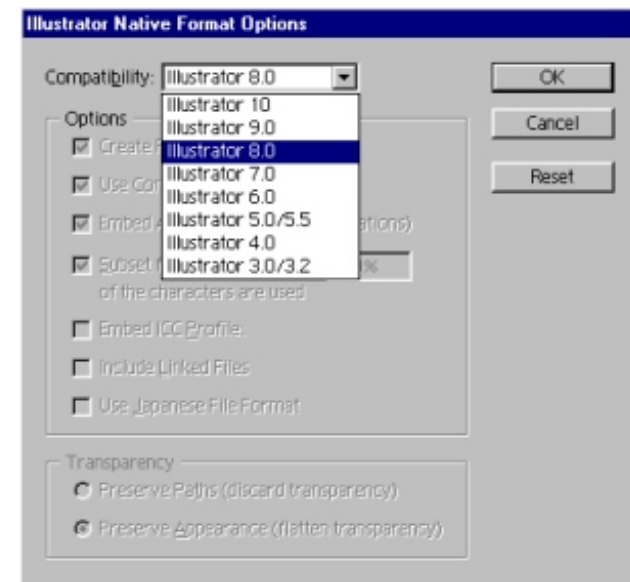 Illustrator Native Format Options
Compatibility: Illustrator 8.0
OK
Illustrator 10
Options
Illustrator 9.0
Cancel
Create
Illustrator 8.0
Illustrator 7.0
Reset
Use
Illustrator 6.0
Embed
Illustrator 5.0/5.5
Illustrator 4.0
Subset
Illustrator 3.0/3.2
%
of the characters are used
Embed ICC Profile
Include Linked Files
Use Japanese File Format
Transparency
Preserve Paths (discard transparency)
Preserve Appearance (flatten transparency)